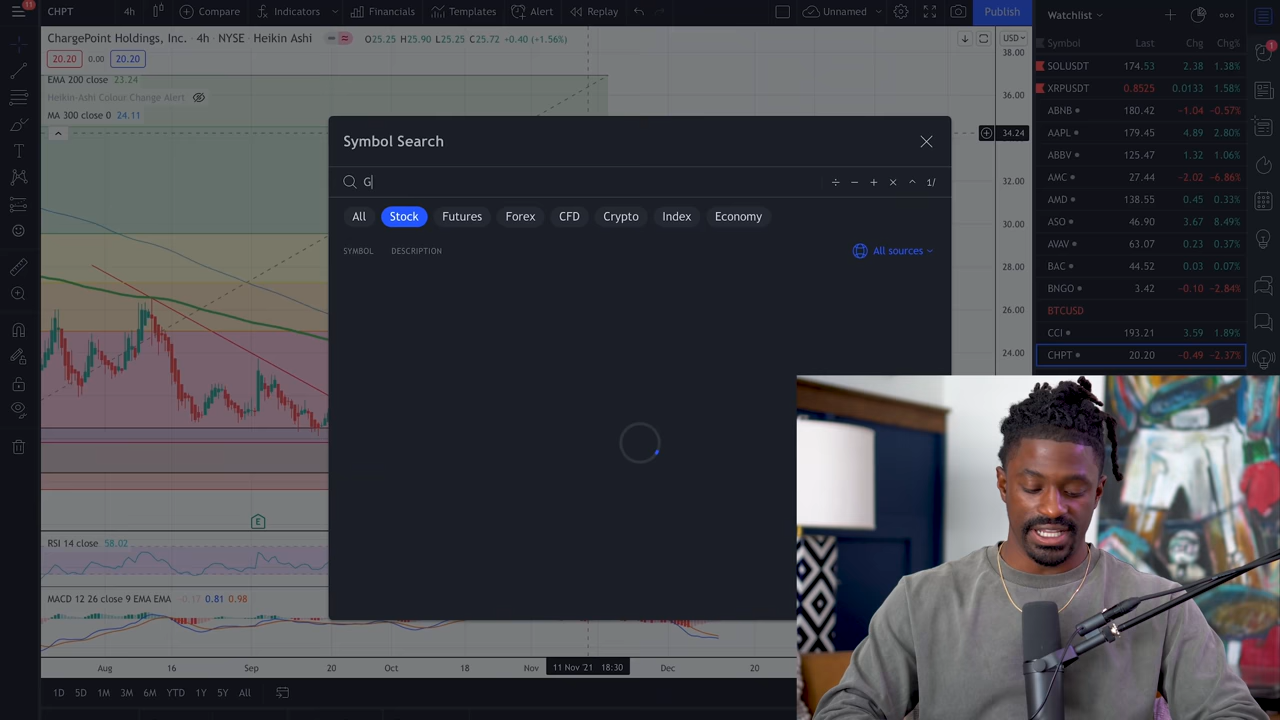 11
CHPT 4h Compare Indicators Financials Templates Alert Replay Unnamed Publish
ChargePoint Holdings, Inc. · 4h · NYSE · Heikin Ashi O25.25 H25.90 L25.25 C25.72 +0.40 (+1.56%)
20.20 0.00 20.20
EMA 200 close 23.24
Heikin-Ashi Colour Change Alert
MA 300 close 0 24.11
USD
38.00
36.00
34.24
32.00
30.00
28.00
26.00
24.00
Symbol Search
G
÷ − + × ^ 1/
All Stock Futures Forex CFD Crypto Index Economy
SYMBOL DESCRIPTION All sources
E
RSI 14 close 58.02
MACD 12 26 close 9 EMA EMA -0.17 0.81 0.98
Aug 16 Sep 20 Oct 18 Nov 11 Nov '21 18:30 Dec 20
1D 5D 1M 3M 6M YTD 1Y 5Y All
Watchlist
1
Symbol Last Chg Chg%
SOLUSDT 174.53 2.38 1.38%
XRPUSDT 0.8525 0.0133 1.58%
ABNB 180.42 -1.04 -0.57%
AAPL 179.45 4.89 2.80%
ABBV 125.47 1.32 1.06%
AMC 27.44 -2.02 -6.86%
AMD 138.55 0.45 0.33%
ASO 46.90 3.67 8.49%
AVAV 63.07 0.23 0.37%
BAC 44.52 0.03 0.07%
BNGO 3.42 -0.10 -2.84%
BTCUSD
CCI 193.21 3.59 1.89%
CHPT 20.20 -0.49 -2.37%